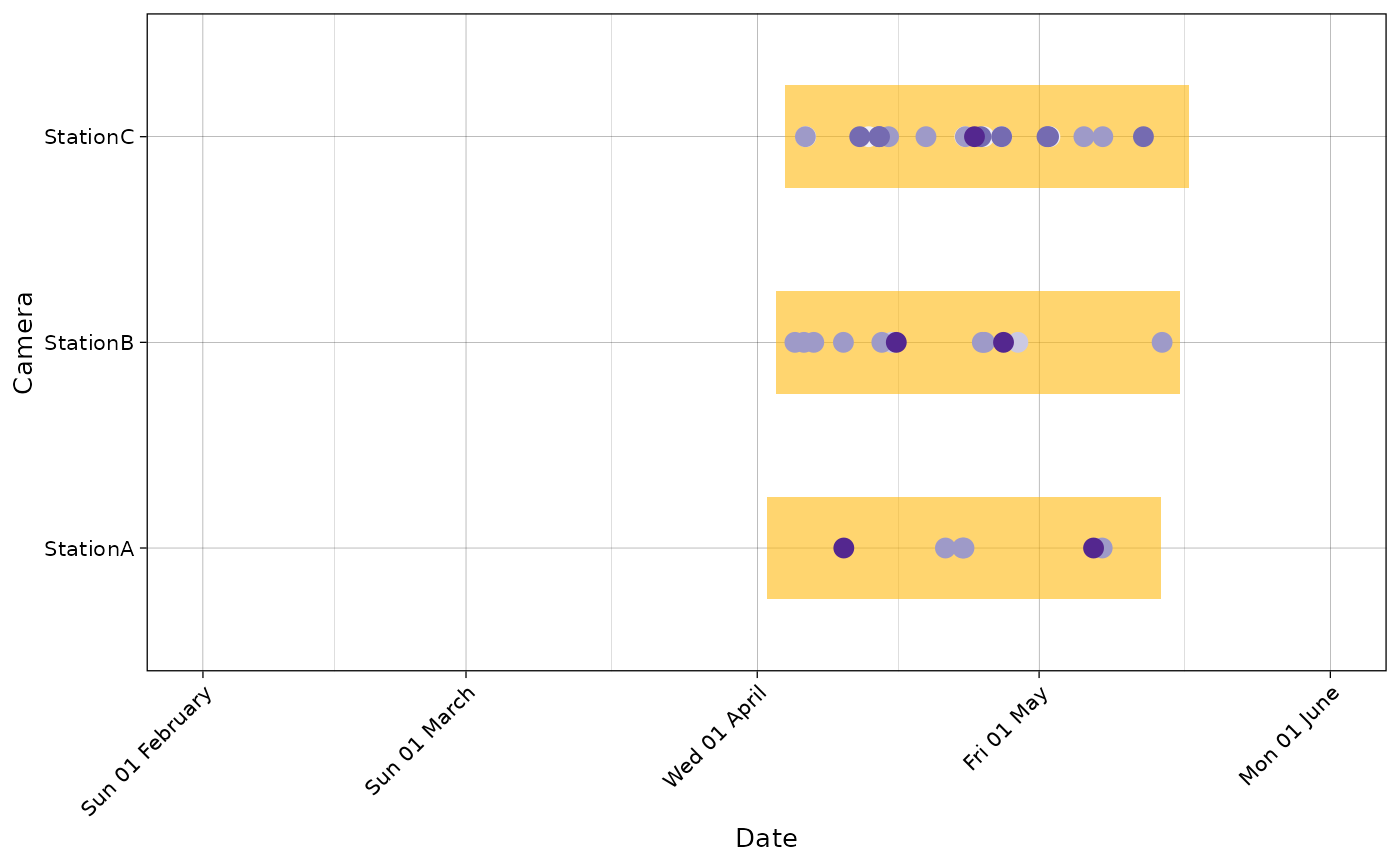 StationC
StationB
StationA
Camera
Sun 01 February
Sun 01 March
Wed 01 April
Fri 01 May
Mon 01 June
Date